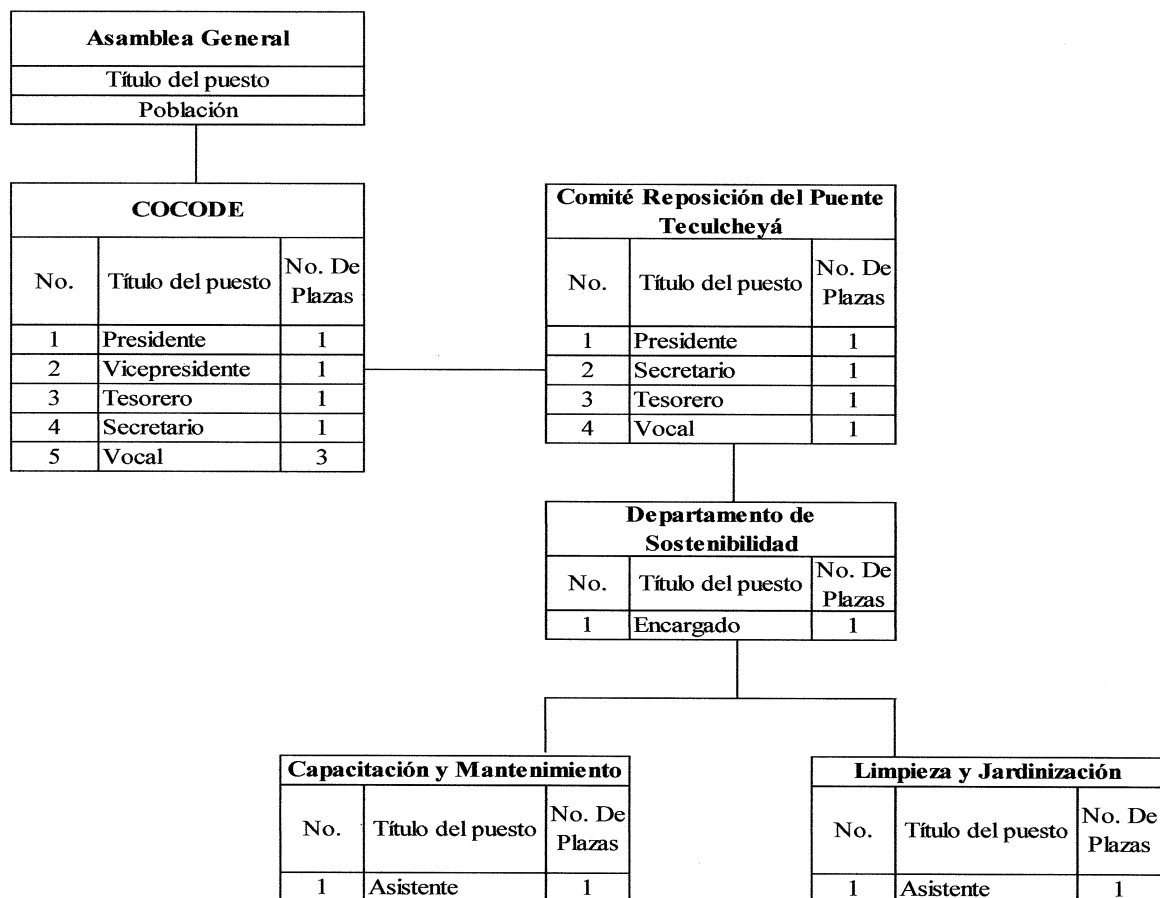 Asamblea General
Título del puesto
Población
COCODE
No. Título del puesto No. De Plazas
1 Presidente 1
2 Vicepresidente 1
3 Tesorero 1
4 Secretario 1
5 Vocal 3
Comité Reposición del Puente
Teculcheyá
No. Título del puesto No. De Plazas
1 Presidente 1
2 Secretario 1
3 Tesorero 1
4 Vocal 1
Departamento de
Sostenibilidad
No. Título del puesto No. De Plazas
1 Encargado 1
Capacitación y Mantenimiento
No. Título del puesto No. De Plazas
1 Asistente 1
Limpieza y Jardinización
No. Título del puesto No. De Plazas
1 Asistente 1